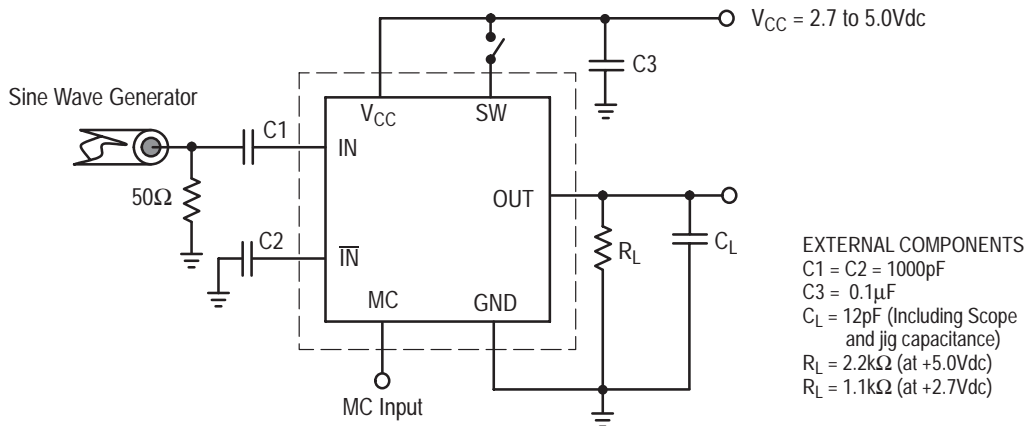 V_CC = 2.7 to 5.0Vdc
C3
Sine Wave Generator
V_CC
SW
C1
IN
50Ω
OUT
C2
I̅N̅
R_L
C_L
MC
GND
MC Input
EXTERNAL COMPONENTS
C1 = C2 = 1000pF
C3 = 0.1μF
C_L = 12pF (Including Scope
and jig capacitance)
R_L = 2.2kΩ (at +5.0Vdc)
R_L = 1.1kΩ (at +2.7Vdc)